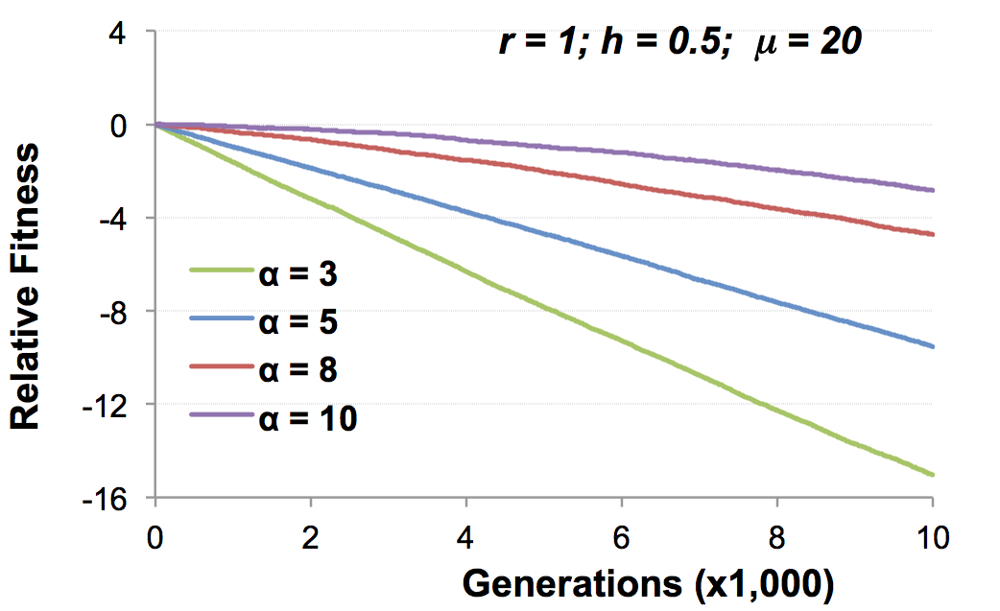 r = 1; h = 0.5; μ = 20
4
0
-4
-8
-12
-16
Relative Fitness
α = 3
α = 5
α = 8
α = 10
0 2 4 6 8 10
Generations (x1,000)